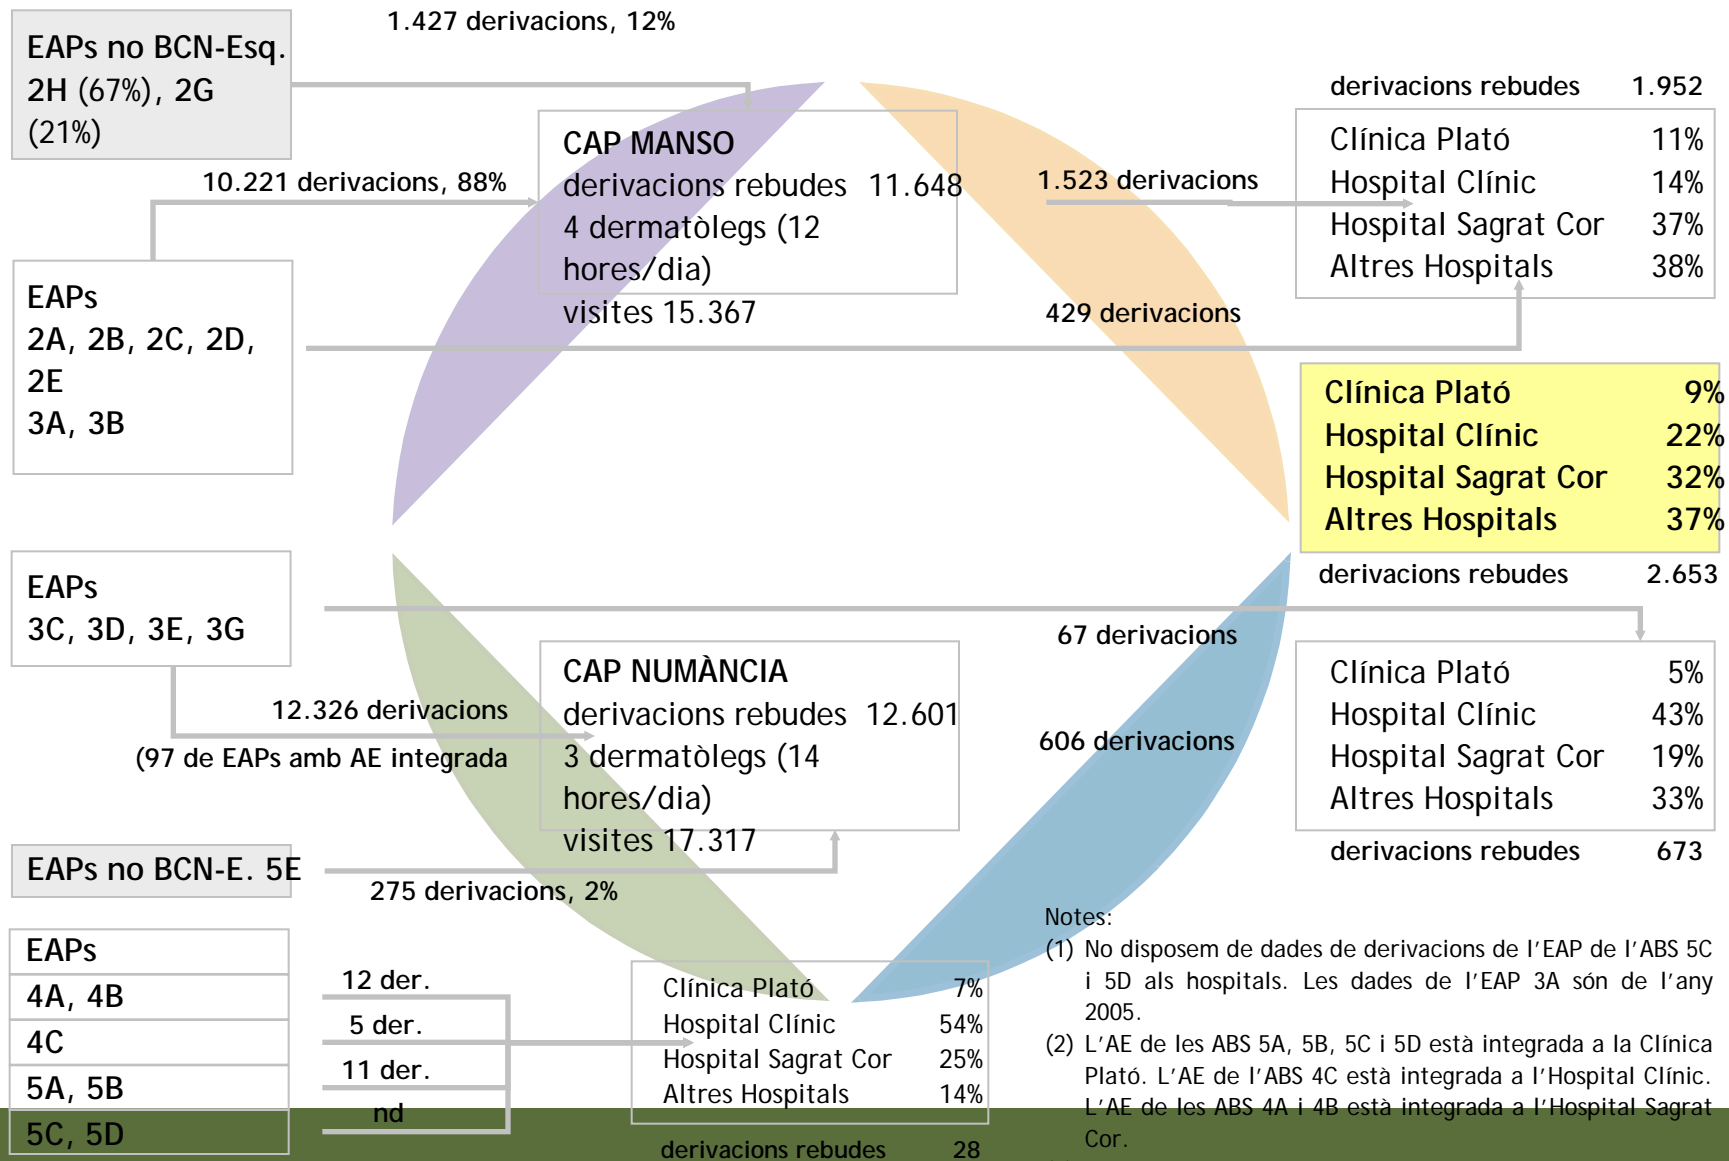 1.427 derivacions, 12%
EAPs no BCN-Esq.
2H (67%), 2G
(21%)
10.221 derivacions, 88%
CAP MANSO
derivacions rebudes 11.648
4 dermatòlegs (12
hores/dia)
visites 15.367
1.523 derivacions
429 derivacions
derivacions rebudes 1.952
Clínica Plató 11%
Hospital Clínic 14%
Hospital Sagrat Cor 37%
Altres Hospitals 38%
EAPs
2A, 2B, 2C, 2D,
2E
3A, 3B
Clínica Plató 9%
Hospital Clínic 22%
Hospital Sagrat Cor 32%
Altres Hospitals 37%
derivacions rebudes 2.653
EAPs
3C, 3D, 3E, 3G
67 derivacions
12.326 derivacions
(97 de EAPs amb AE integrada
CAP NUMÀNCIA
derivacions rebudes 12.601
3 dermatòlegs (14
hores/dia)
visites 17.317
606 derivacions
Clínica Plató 5%
Hospital Clínic 43%
Hospital Sagrat Cor 19%
Altres Hospitals 33%
derivacions rebudes 673
EAPs no BCN-E. 5E
275 derivacions, 2%
EAPs
4A, 4B
4C
5A, 5B
5C, 5D
12 der.
5 der.
11 der.
nd
Clínica Plató 7%
Hospital Clínic 54%
Hospital Sagrat Cor 25%
Altres Hospitals 14%
derivacions rebudes 28
Notes:
(1) No disposem de dades de derivacions de l'EAP de l'ABS 5C
i 5D als hospitals. Les dades de l'EAP 3A són de l'any
2005.
(2) L'AE de les ABS 5A, 5B, 5C i 5D està integrada a la Clínica
Plató. L'AE de l'ABS 4C està integrada a l'Hospital Clínic.
L'AE de les ABS 4A i 4B està integrada a l'Hospital Sagrat
Cor.